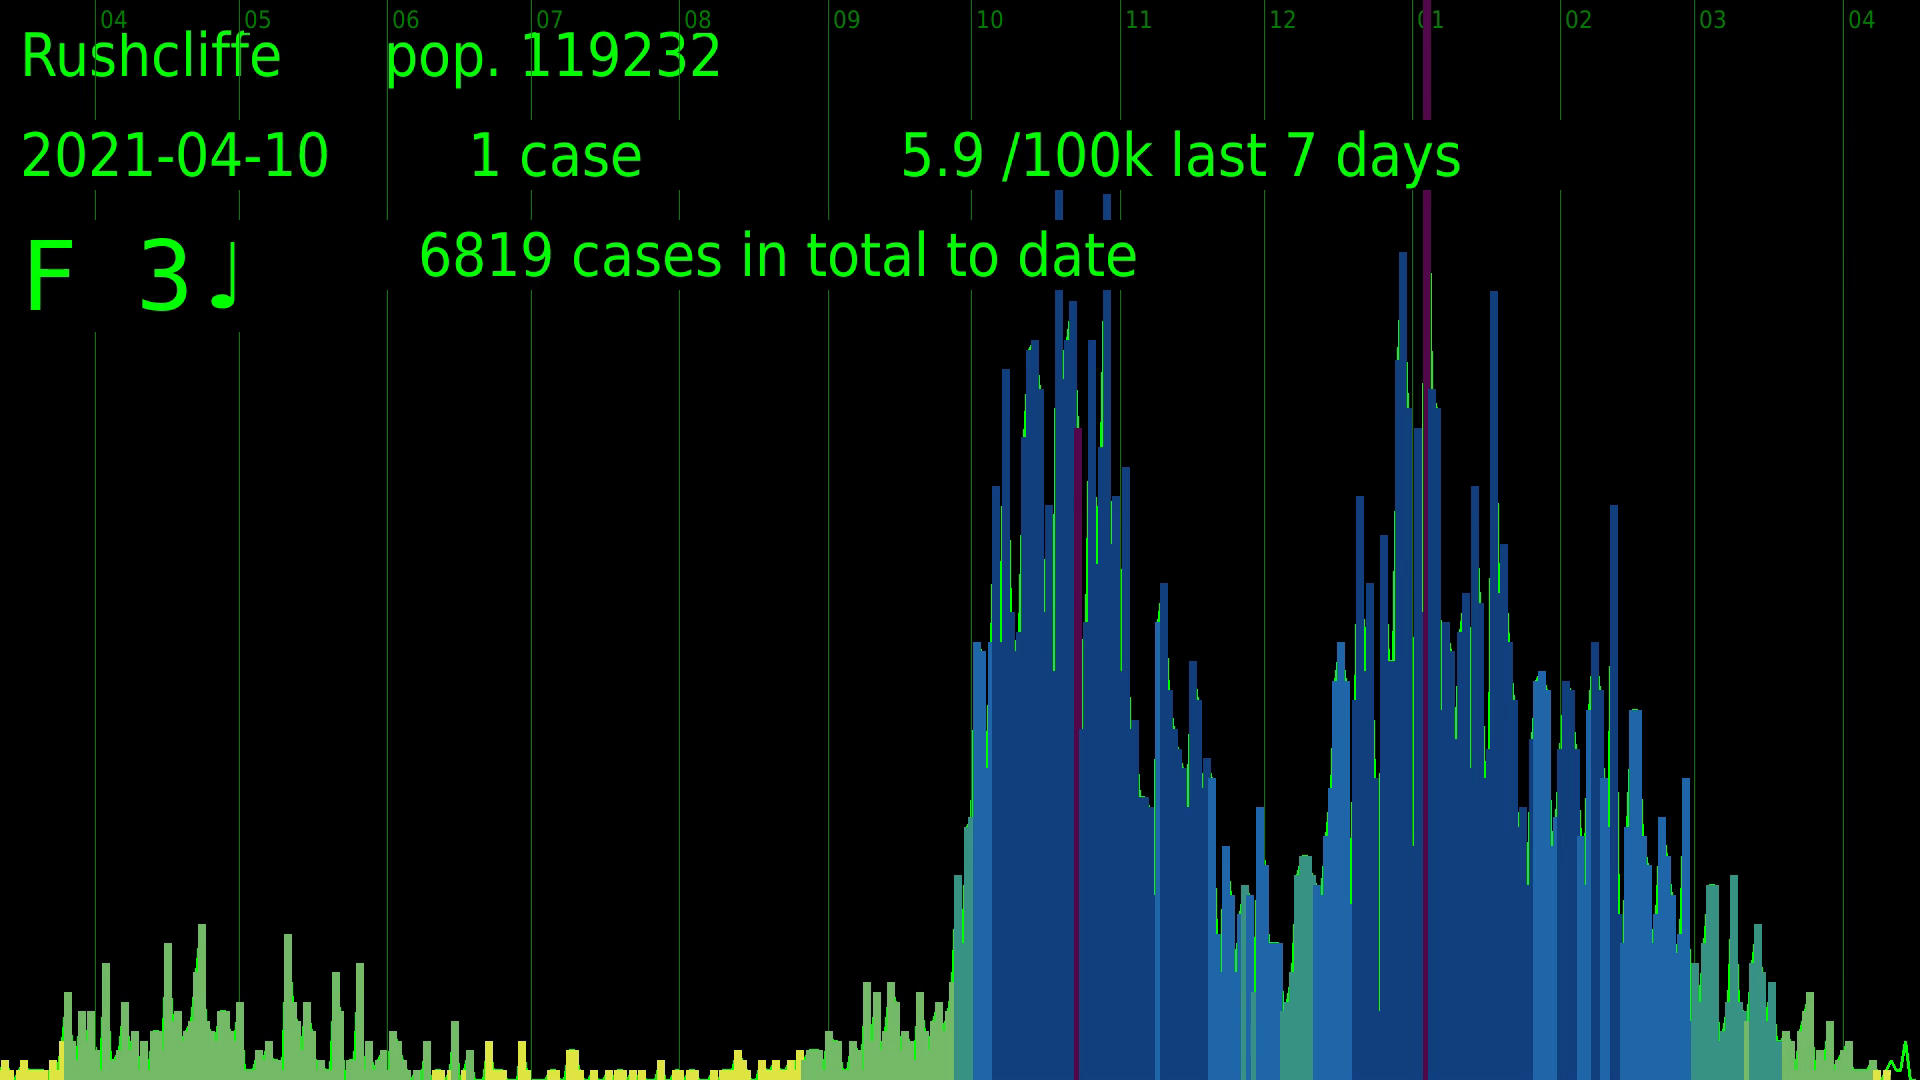 04 05 06 07 08 09 10 11 12 01 02 03 04
Rushcliffe pop. 119232
2021-04-10 1 case 5.9 /100k last 7 days
F 3♩ 6819 cases in total to date